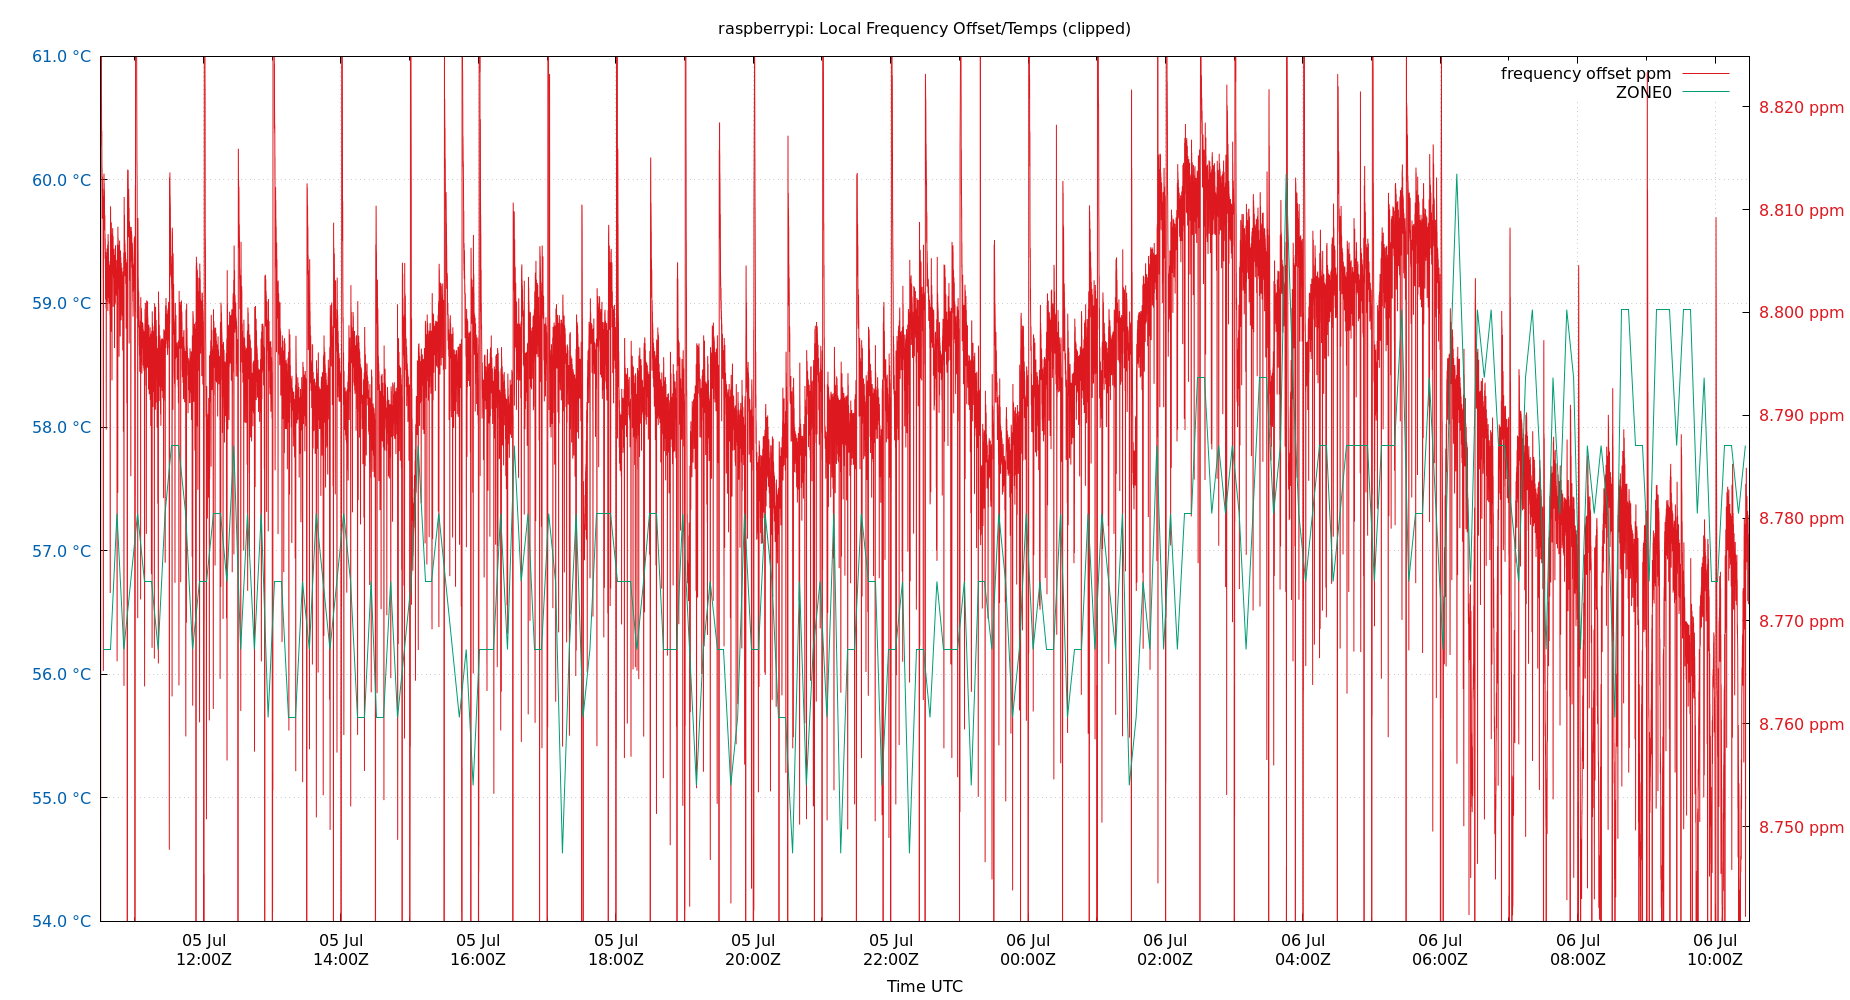 raspberrypi: Local Frequency Offset/Temps (clipped)
frequency offset ppm
ZONE0
61.0 °C
60.0 °C
59.0 °C
58.0 °C
57.0 °C
56.0 °C
55.0 °C
54.0 °C
8.820 ppm
8.810 ppm
8.800 ppm
8.790 ppm
8.780 ppm
8.770 ppm
8.760 ppm
8.750 ppm
05 Jul
12:00Z
05 Jul
14:00Z
05 Jul
16:00Z
05 Jul
18:00Z
05 Jul
20:00Z
05 Jul
22:00Z
06 Jul
00:00Z
06 Jul
02:00Z
06 Jul
04:00Z
06 Jul
06:00Z
06 Jul
08:00Z
06 Jul
10:00Z
Time UTC